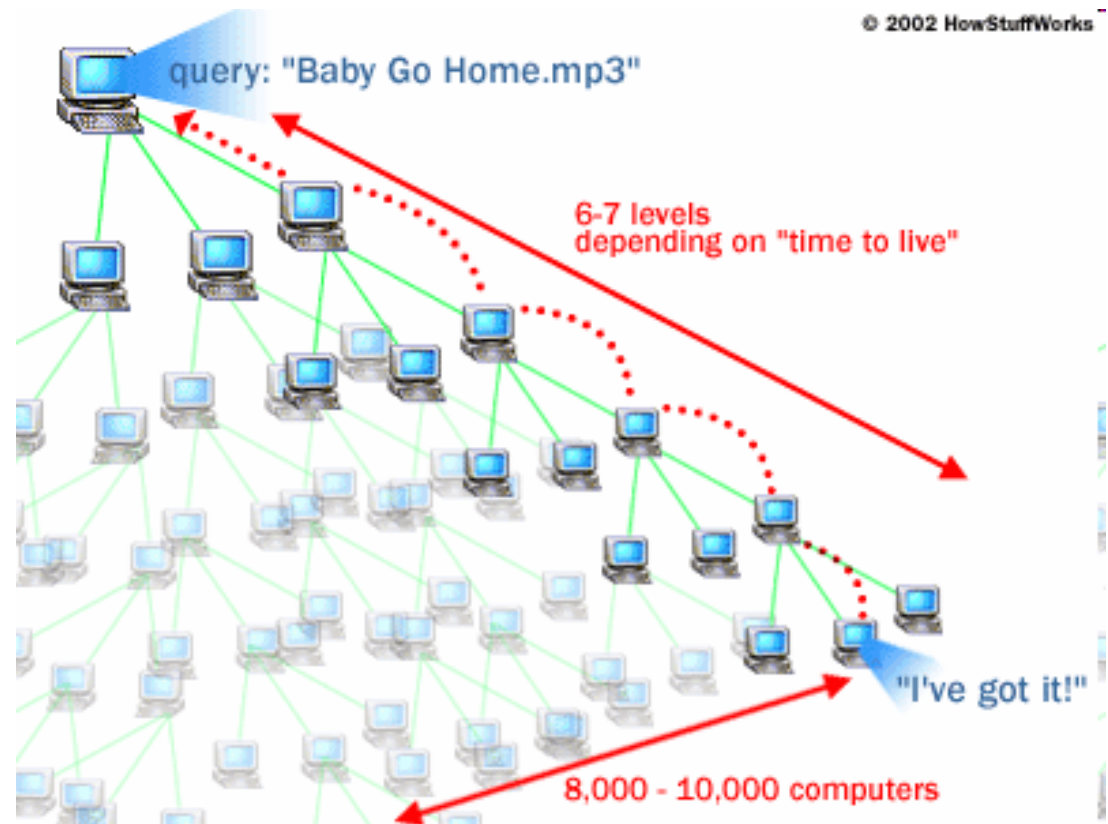 © 2002 HowStuffWorks
query: "Baby Go Home.mp3"
6-7 levels
depending on "time to live"
"I've got it!"
8,000 - 10,000 computers